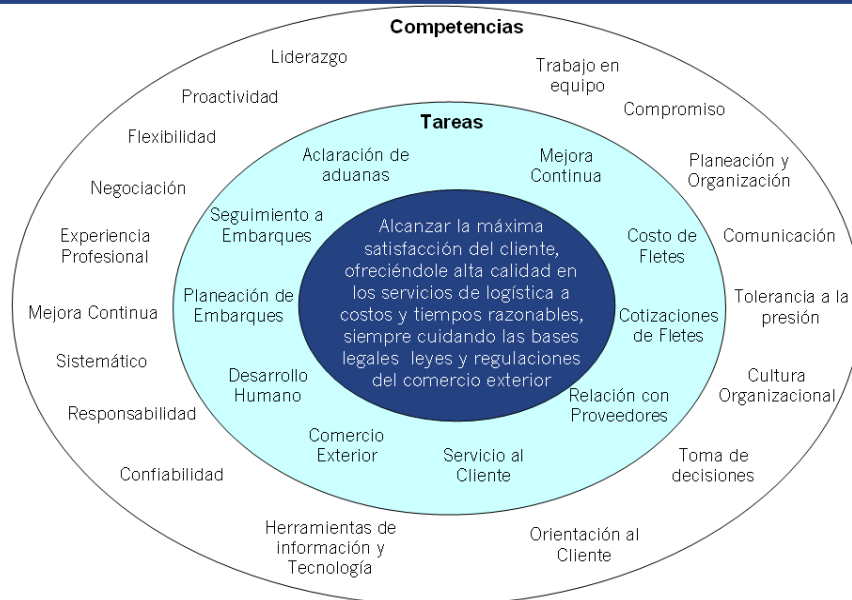 Competencias
Liderazgo
Trabajo en
equipo
Proactividad
Compromiso
Flexibilidad
Negociación
Planeación y
Organización
Experiencia
Profesional
Comunicación
Mejora Continua
Tolerancia a la
presión
Sistemático
Cultura
Organizacional
Responsabilidad
Toma de
decisiones
Confiabilidad
Herramientas de
información y
Tecnología
Orientación al
Cliente
Tareas
Aclaración de
aduanas
Mejora
Continua
Seguimiento a
Embarques
Costo de
Fletes
Planeación de
Embarques
Cotizaciones
de Fletes
Desarrollo
Humano
Relación con
Proveedores
Comercio
Exterior
Servicio al
Cliente
Alcanzar la máxima
satisfacción del cliente,
ofreciéndole alta calidad en
los servicios de logística a
costos y tiempos razonables,
siempre cuidando las bases
legales leyes y regulaciones
del comercio exterior